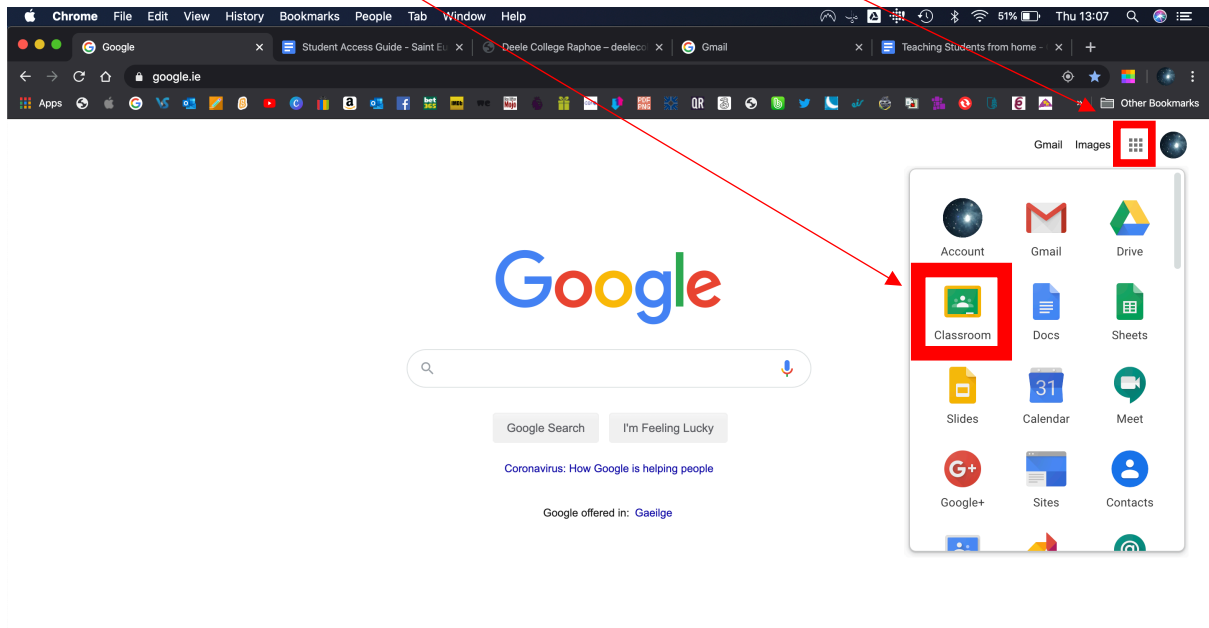 Chrome File Edit View History Bookmarks People Tab Window Help 51% Thu 13:07
Google Student Access Guide - Saint Eu Deele College Raphoe – deeleco Gmail Teaching Students from home -
google.ie
Apps Other Bookmarks
Gmail Images
Account Gmail Drive
Google
Classroom Docs Sheets
31
Slides Calendar Meet
Google Search I'm Feeling Lucky
Coronavirus: How Google is helping people
G+
Google+ Sites Contacts
Google offered in: Gaeilge